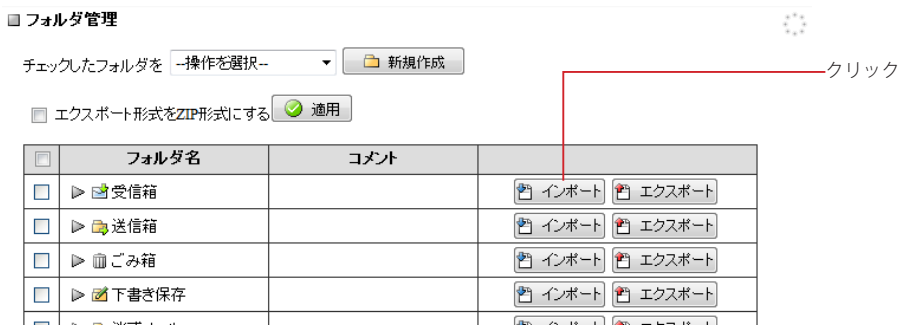 フォルダ管理
チェックしたフォルダを --操作を選択-- 新規作成
クリック
エクスポート形式をZIP形式にする 適用
フォルダ名 コメント
受信箱 インポート エクスポート
送信箱 インポート エクスポート
ごみ箱 インポート エクスポート
下書き保存 インポート エクスポート